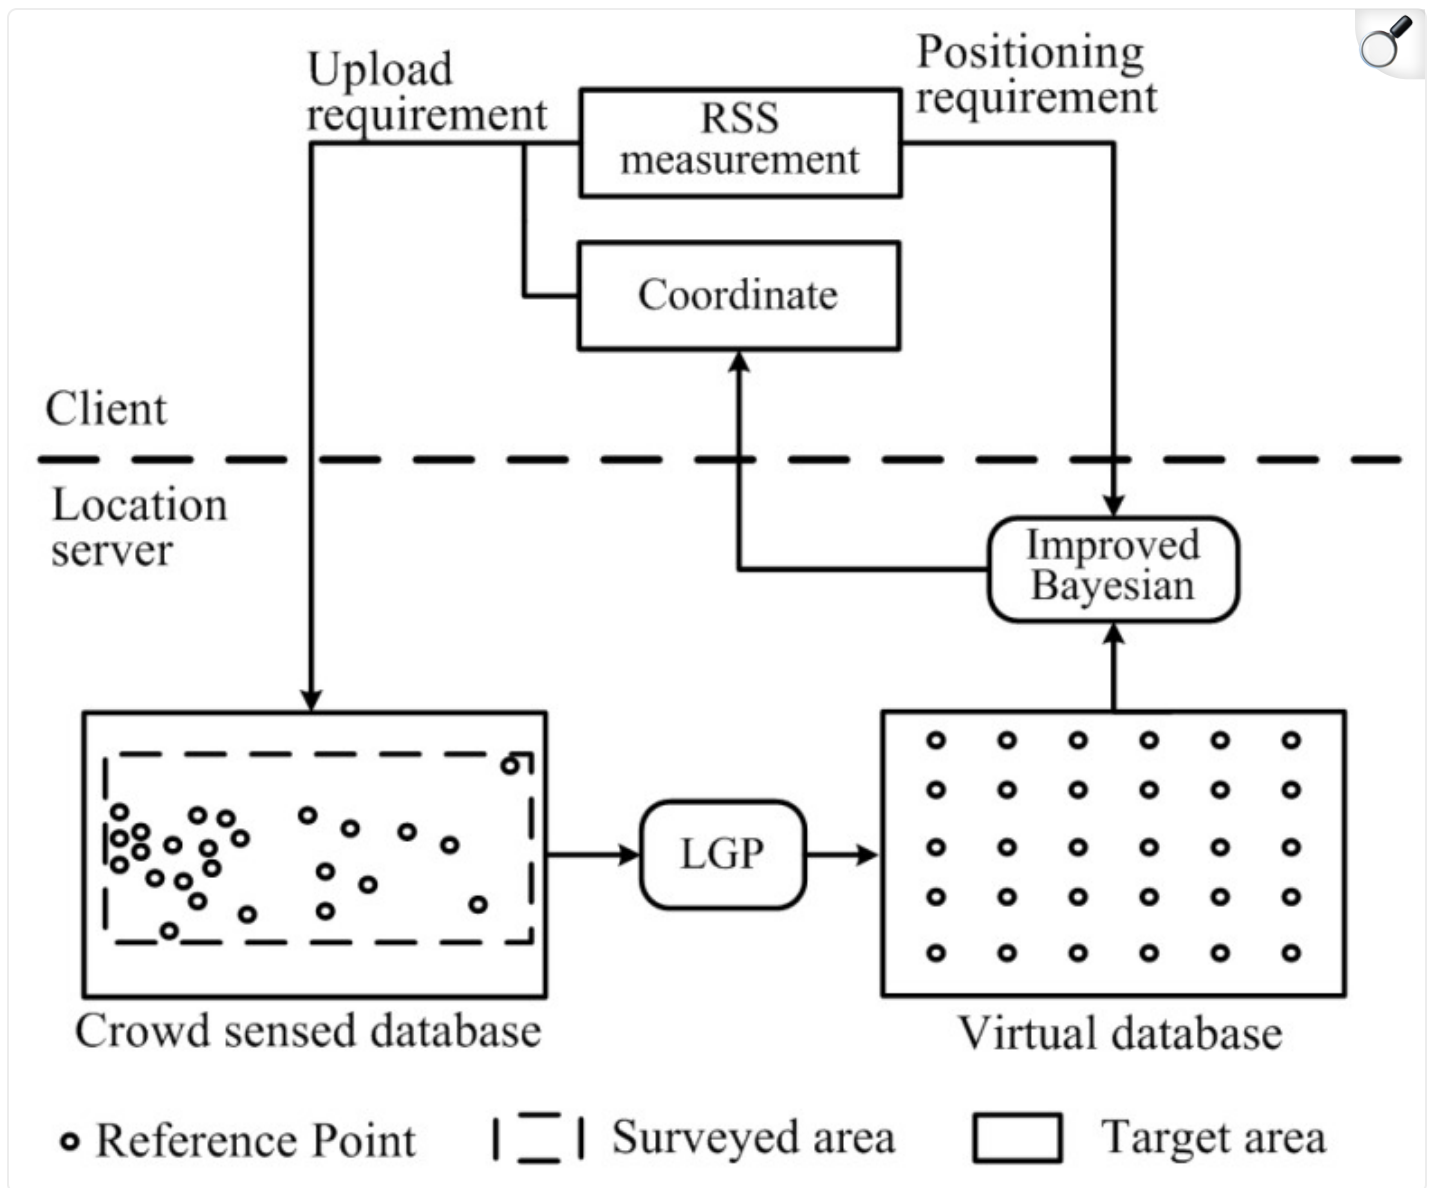 Upload
requirement
RSS
measurement
Positioning
requirement
Coordinate
Client
Location
server
Improved
Bayesian
LGP
Crowd sensed database
Virtual database
Reference Point
Surveyed area
Target area